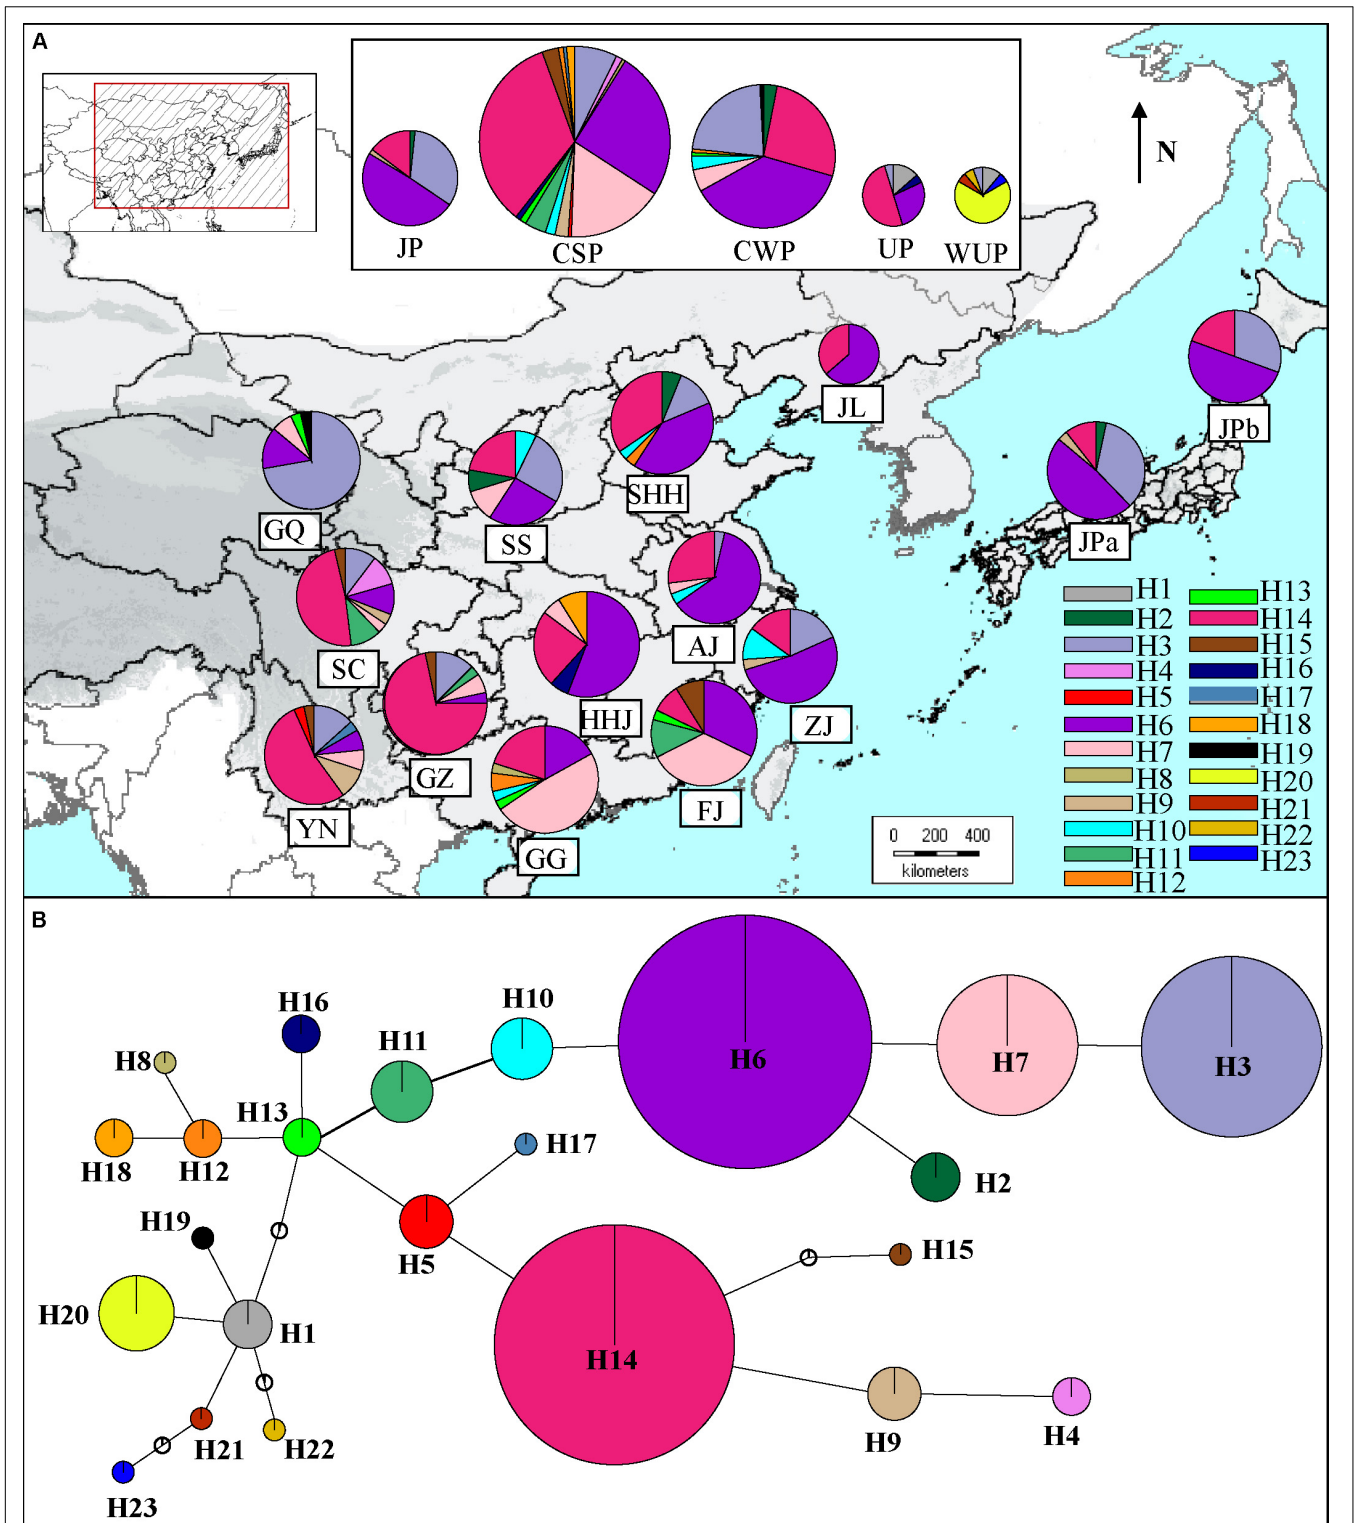 A
N
JP
CSP
CWP
UP
WUP
JL
JPb
SHH
GQ
SS
JPa
SC
AJ
HHJ
ZJ
GZ
YN
FJ
GG
H1
H2
H3
H4
H5
H6
H7
H8
H9
H10
H11
H12
H13
H14
H15
H16
H17
H18
H19
H20
H21
H22
H23
0 200 400
kilometers
B
H16
H10
H11
H8
H6
H7
H3
H13
H18
H12
H17
H2
H19
H5
H15
H20
H1
H14
H21
H22
H9
H4
H23